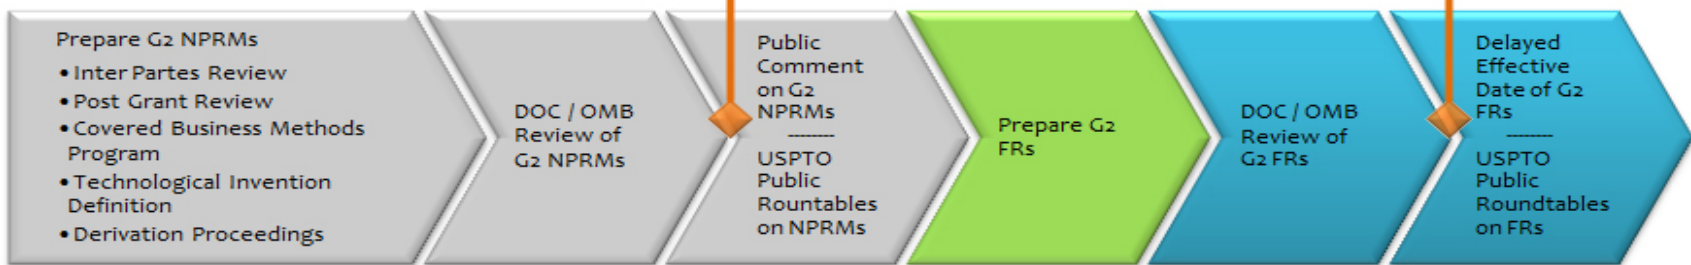 Prepare G2 NPRMs
• Inter Partes Review
• Post Grant Review
• Covered Business Methods
Program
• Technological Invention
Definition
• Derivation Proceedings
DOC / OMB
Review of
G2 NPRMs
Public
Comment
on G2
NPRMs
--------
USPTO
Public
Rountables
on NPRMs
Prepare G2
FRs
DOC / OMB
Review of
G2 FRs
Delayed
Effective
Date of G2
FRs
--------
USPTO
Public
Roundtables
on FRs